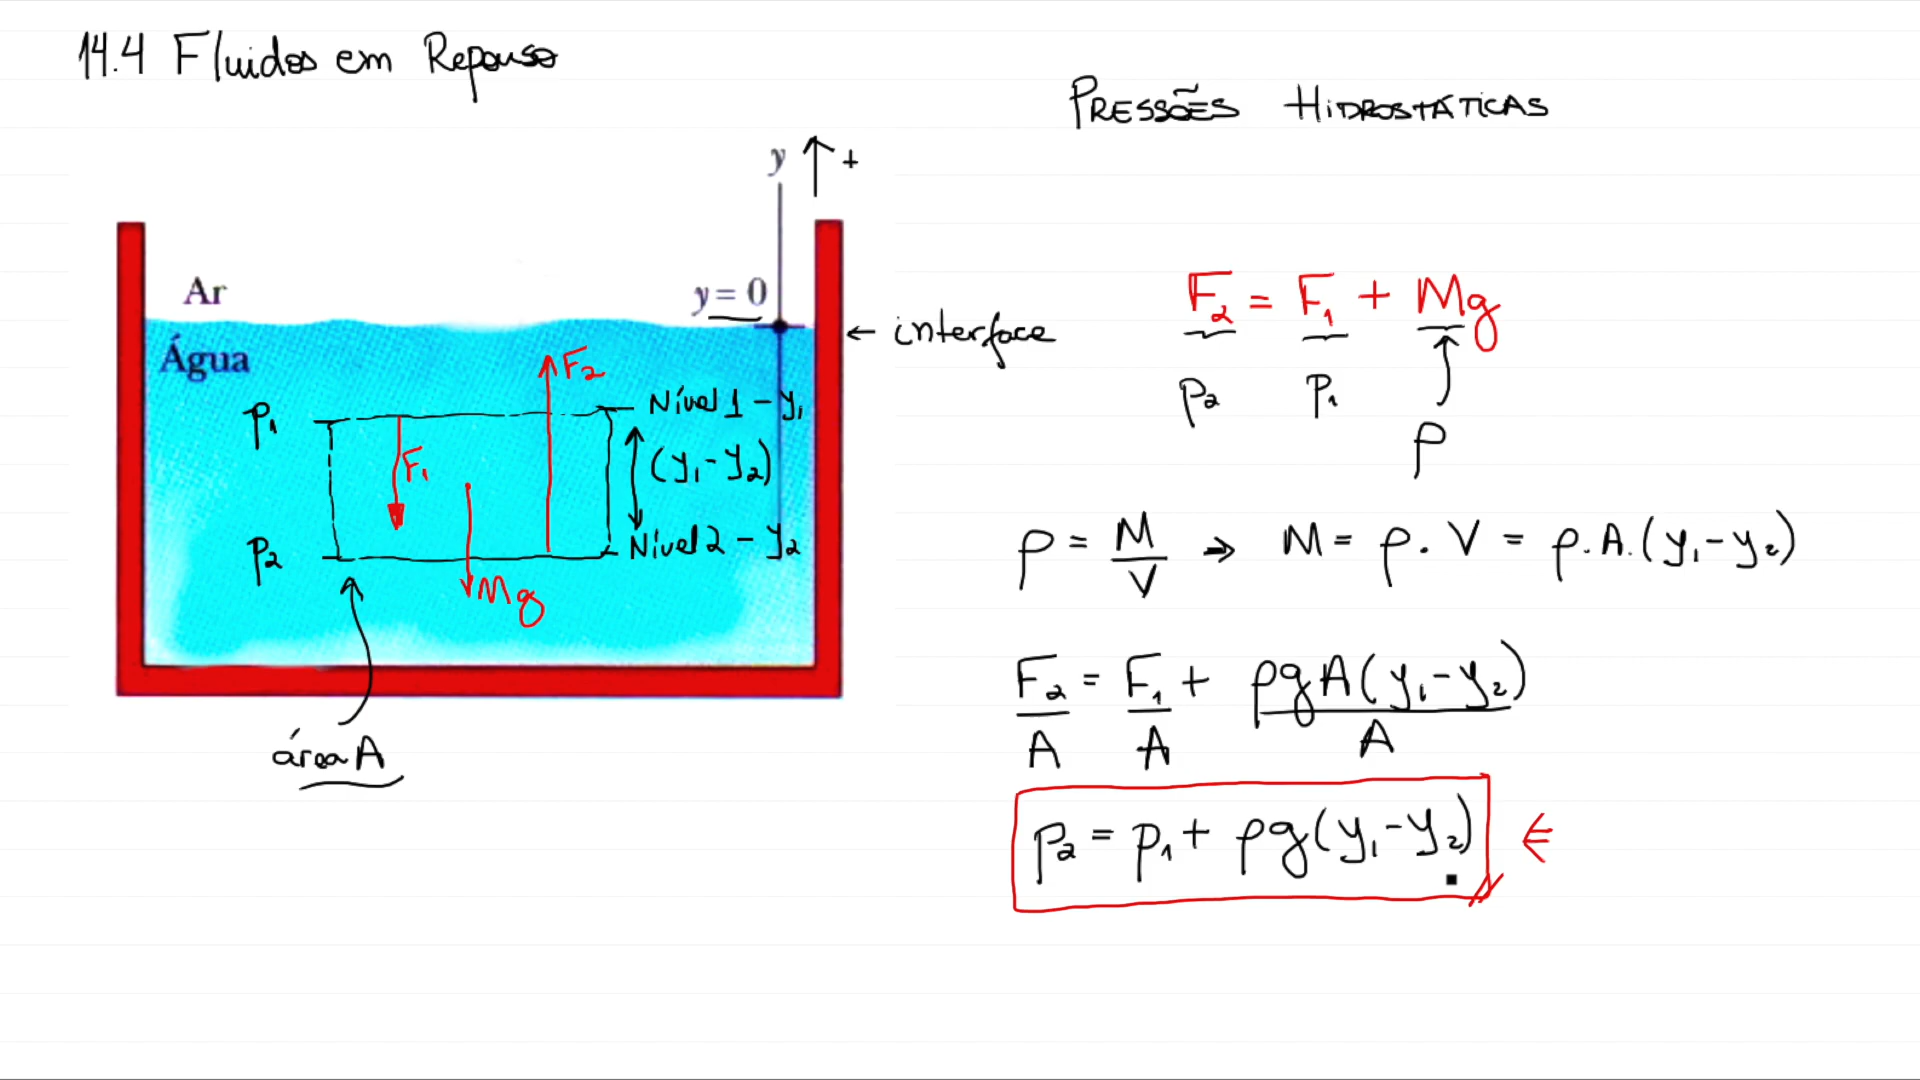 14.4 Fluidos em Repouso
PRESSÕES HIDROSTÁTICAS
y ↑ +
Ar
y = 0
← interface
Água
F₂
p₁
Nível 1 – y₁
F₁
(y₁-y₂)
p₂
Nível 2 – y₂
Mg
área A
F₂ = F₁ + Mg
p₂ p₁
ρ
ρ = M/V ⇒ M = ρ . V = ρ.A.(y₁-y₂)
F₂/A = F₁/A + ρgA(y₁-y₂)/A
p₂ = p₁ + ρg(y₁-y₂) ⋲